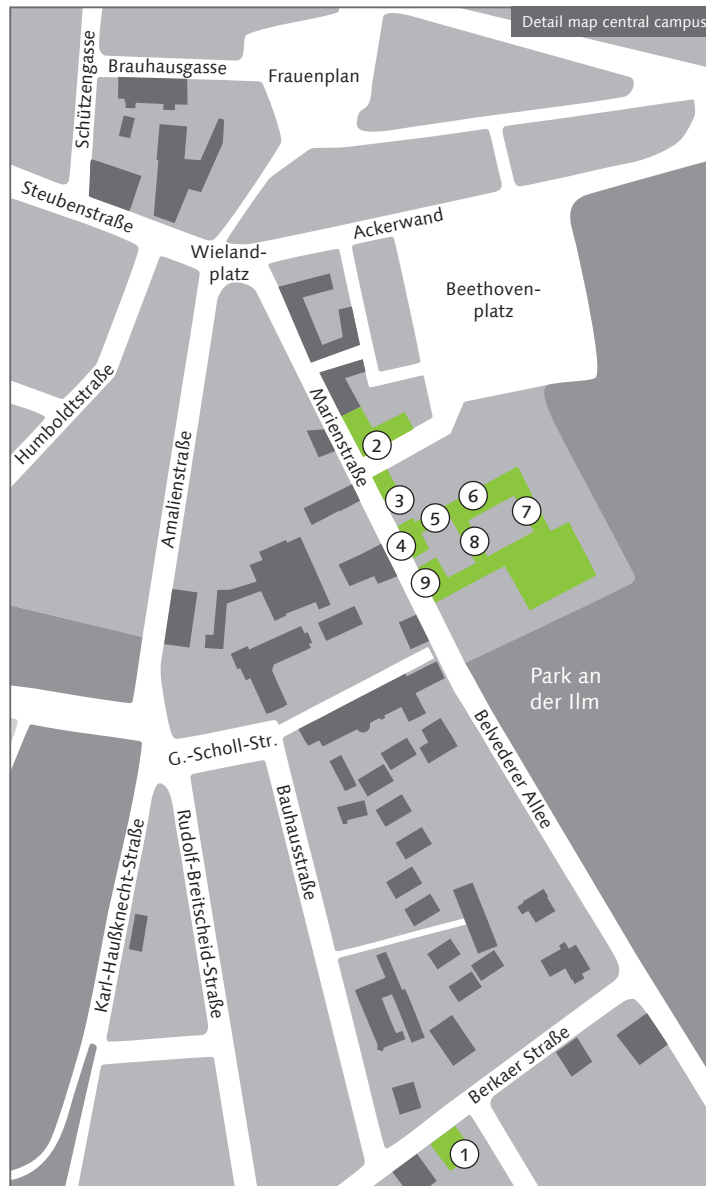 Detail map central campus
Brauhausgasse
Frauenplan
Schützengasse
Steubenstraße
Ackerwand
Wieland-
platz
Beethoven-
platz
Humboldtstraße
Marienstraße
Amalienstraße
2
6
3
7
5
4
8
9
Park an
der Ilm
G.-Scholl-Str.
Belvederer Allee
Bauhausstraße
Rudolf-Breitscheid-Straße
Karl-Haußknecht-Straße
Berkaer Straße
1